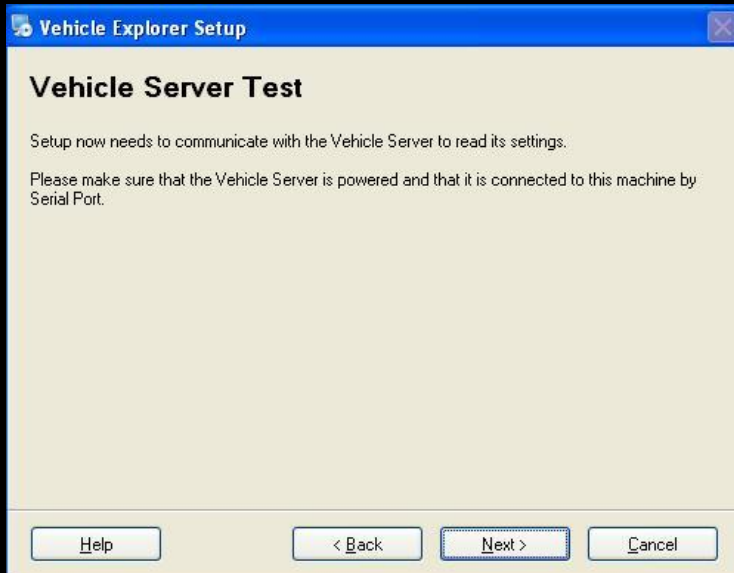 Vehicle Explorer Setup
Vehicle Server Test
Setup now needs to communicate with the Vehicle Server to read its settings.
Please make sure that the Vehicle Server is powered and that it is connected to this machine by
Serial Port.
Help
< Back
Next >
Cancel